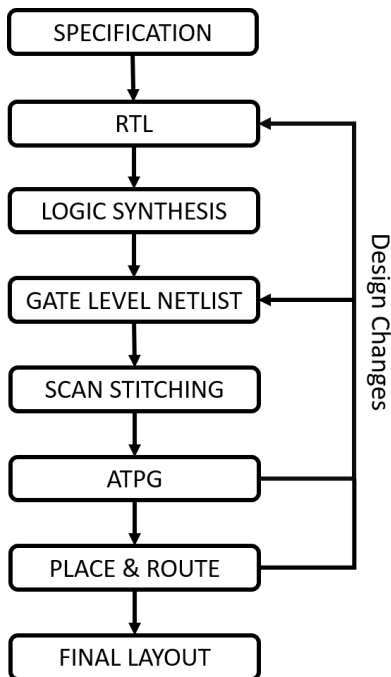 SPECIFICATION
RTL
LOGIC SYNTHESIS
GATE LEVEL NETLIST
SCAN STITCHING
ATPG
PLACE & ROUTE
FINAL LAYOUT
Design Changes